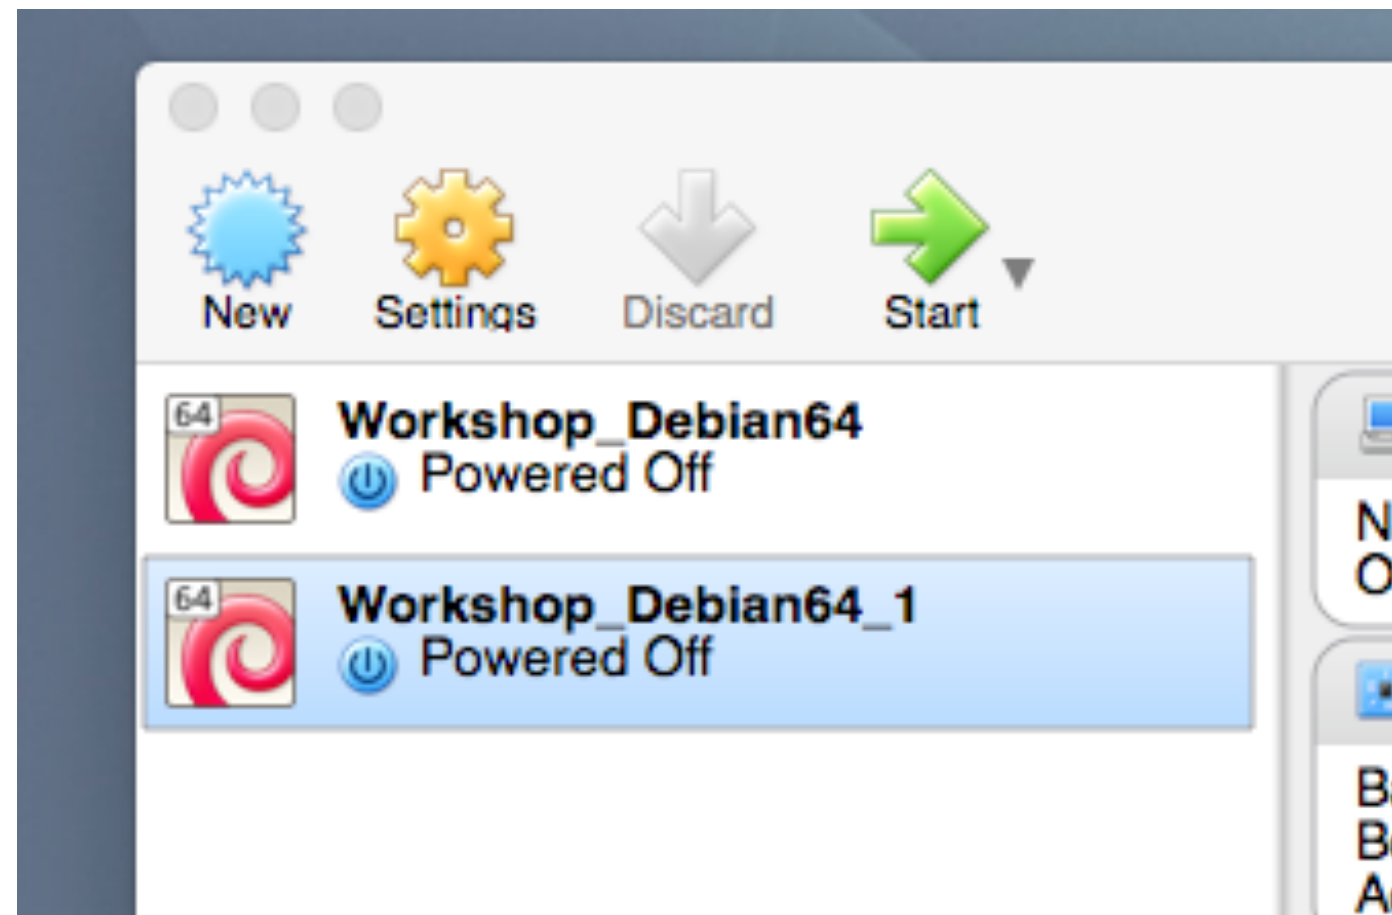 New Settings Discard Start
64 Workshop_Debian64
Powered Off
64 Workshop_Debian64_1
Powered Off